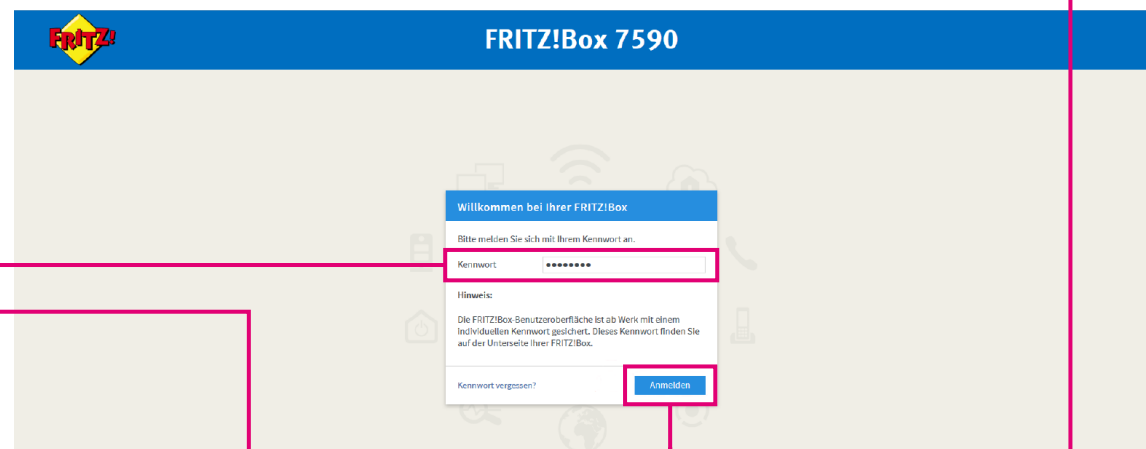 FRITZ!
FRITZ!Box 7590
Willkommen bei Ihrer FRITZ!Box
Bitte melden Sie sich mit Ihrem Kennwort an.
Kennwort ••••••••
Hinweis:
Die FRITZ!Box-Benutzeroberfläche ist ab Werk mit einem
individuellen Kennwort gesichert. Dieses Kennwort finden Sie
auf der Unterseite Ihrer FRITZ!Box.
Kennwort vergessen? Anmelden